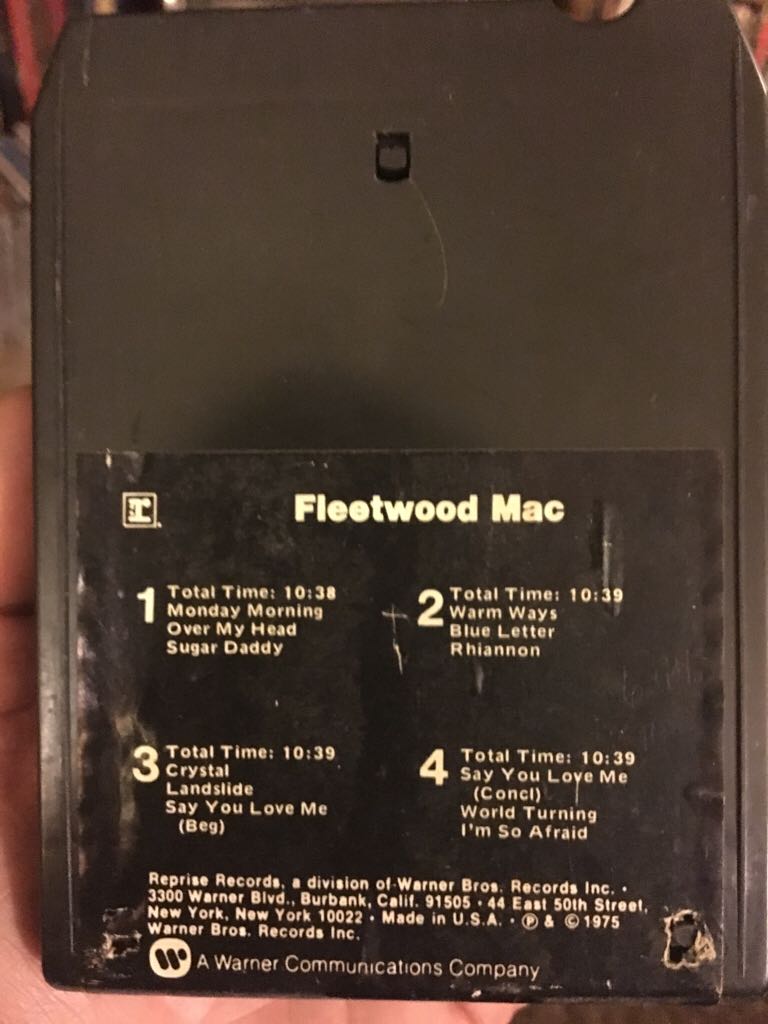 r.
Fleetwood Mac
1 Total Time: 10:38
Monday Morning
Over My Head
Sugar Daddy
2 Total Time: 10:39
Warm Ways
Blue Letter
Rhiannon
3 Total Time: 10:39
Crystal
Landslide
Say You Love Me
(Beg)
4 Total Time: 10:39
Say You Love Me
(Concl)
World Turning
I'm So Afraid
Reprise Records, a division of Warner Bros. Records Inc. •
3300 Warner Blvd., Burbank, Calif. 91505 • 44 East 50th Street,
New York, New York 10022 • Made in U.S.A. • ℗ & © 1975
Warner Bros. Records Inc.
W A Warner Communications Company